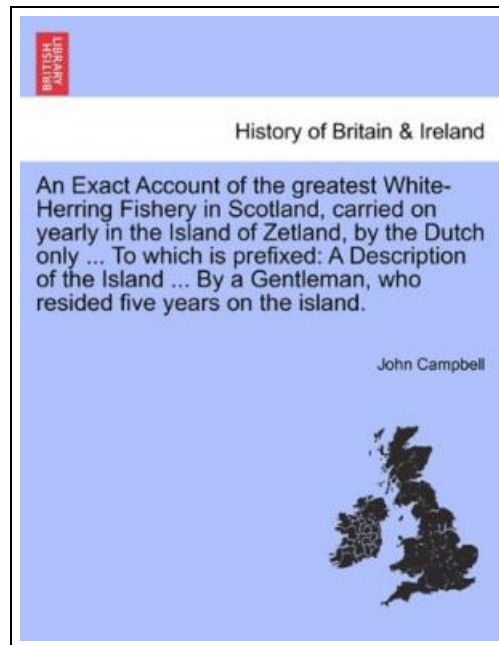 BRITISH
LIBRARY
History of Britain & Ireland
An Exact Account of the greatest White-
Herring Fishery in Scotland, carried on
yearly in the Island of Zetland, by the Dutch
only ... To which is prefixed: A Description
of the Island ... By a Gentleman, who
resided five years on the island.
John Campbell